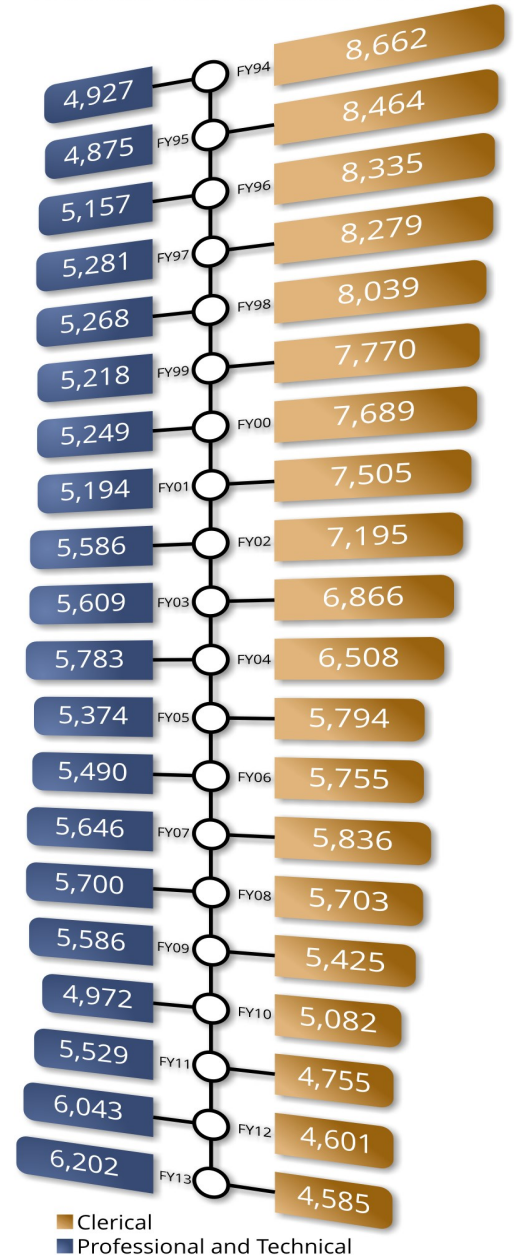 4,927 FY94 8,662
4,875 FY95 8,464
5,157 FY96 8,335
5,281 FY97 8,279
5,268 FY98 8,039
5,218 FY99 7,770
5,249 FY00 7,689
5,194 FY01 7,505
5,586 FY02 7,195
5,609 FY03 6,866
5,783 FY04 6,508
5,374 FY05 5,794
5,490 FY06 5,755
5,646 FY07 5,836
5,700 FY08 5,703
5,586 FY09 5,425
4,972 FY10 5,082
5,529 FY11 4,755
6,043 FY12 4,601
6,202 FY13 4,585
Clerical
Professional and Technical